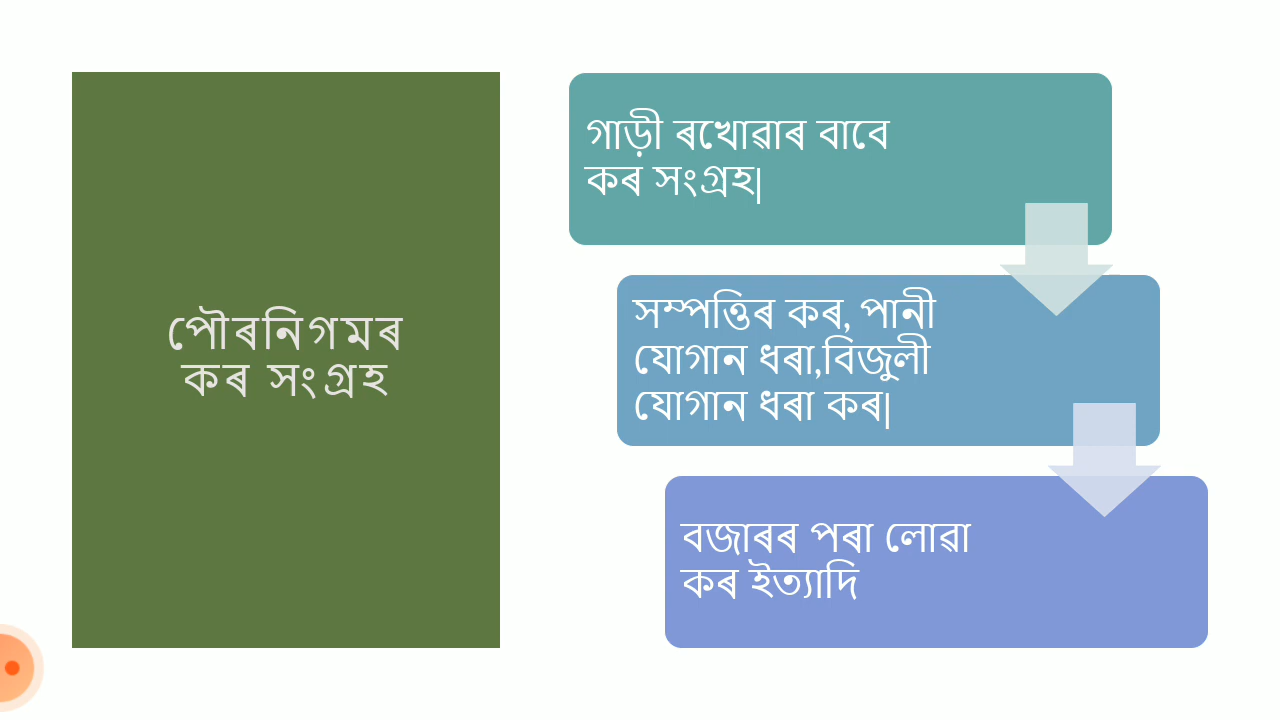 পৌৰনিগমৰ
কৰ সংগ্ৰহ
গাড়ী ৰখোৱাৰ বাবে
কৰ সংগ্ৰহ|
সম্পত্তিৰ কৰ, পানী
যোগান ধৰা,বিজুলী
যোগান ধৰা কৰ|
বজাৰৰ পৰা লোৱা
কৰ ইত্যাদি